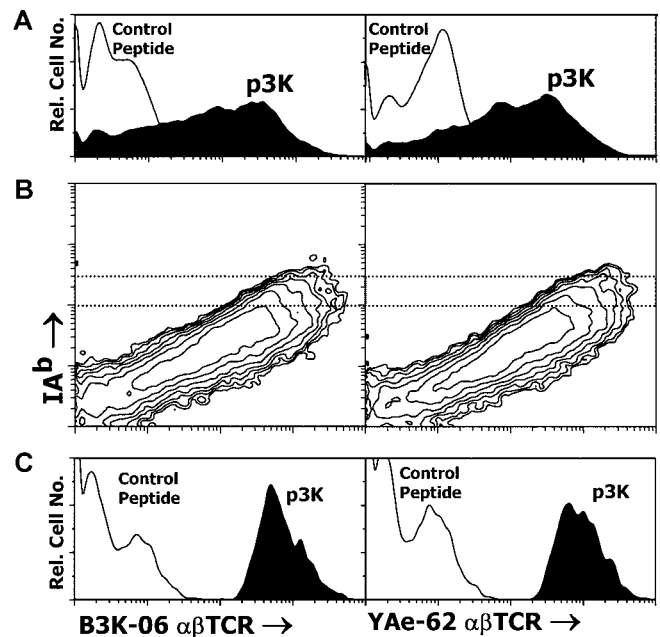 A
Rel. Cell No.
Control
Peptide
p3K
Control
Peptide
p3K
B
IAb →
C
Rel. Cell No.
Control
Peptide
p3K
Control
Peptide
p3K
B3K-06 αβTCR →
YAe-62 αβTCR →